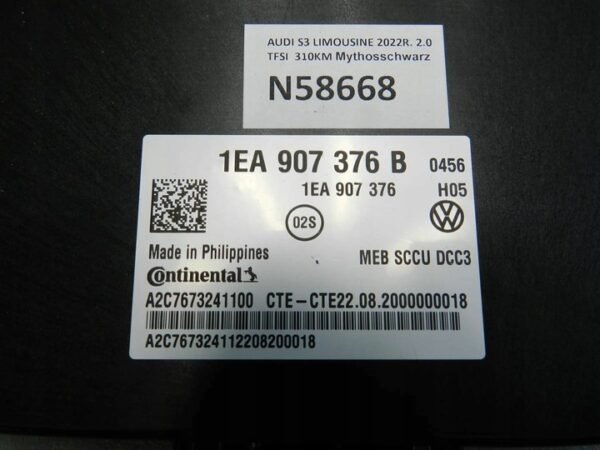 AUDI S3 LIMOUSINE 2022R. 2.0
TFSI 310KM Mythosschwarz
N58668
1EA 907 376 B 0456
1EA 907 376 H05
02S
Made in Philippines
MEB SCCU DCC3
Continental
A2C7673241100 CTE-CTE22.08.2000000018
A2C767324112208200018